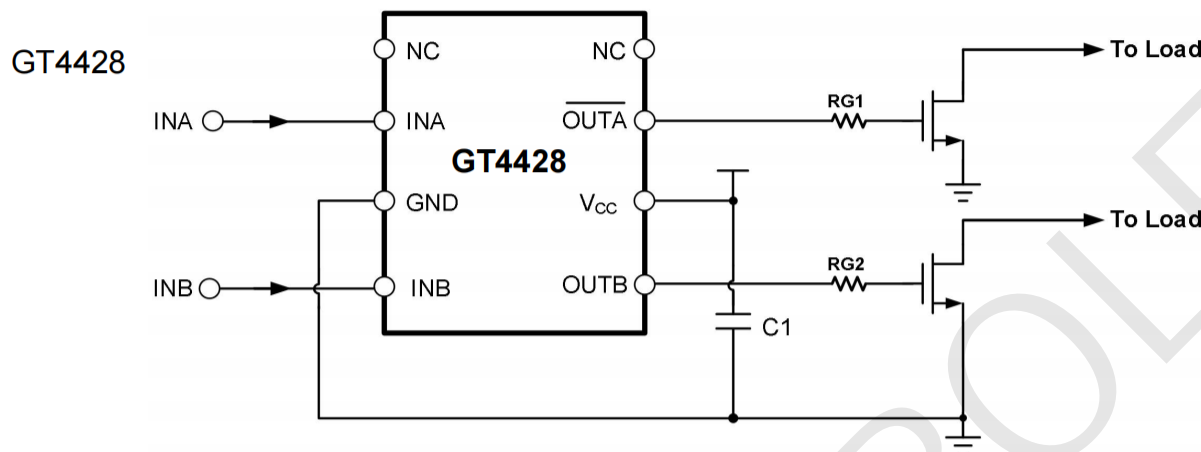 GT4428
NC
NC
To Load
INA
INA
OUTA
RG1
GT4428
GND
VCC
To Load
INB
INB
OUTB
RG2
C1